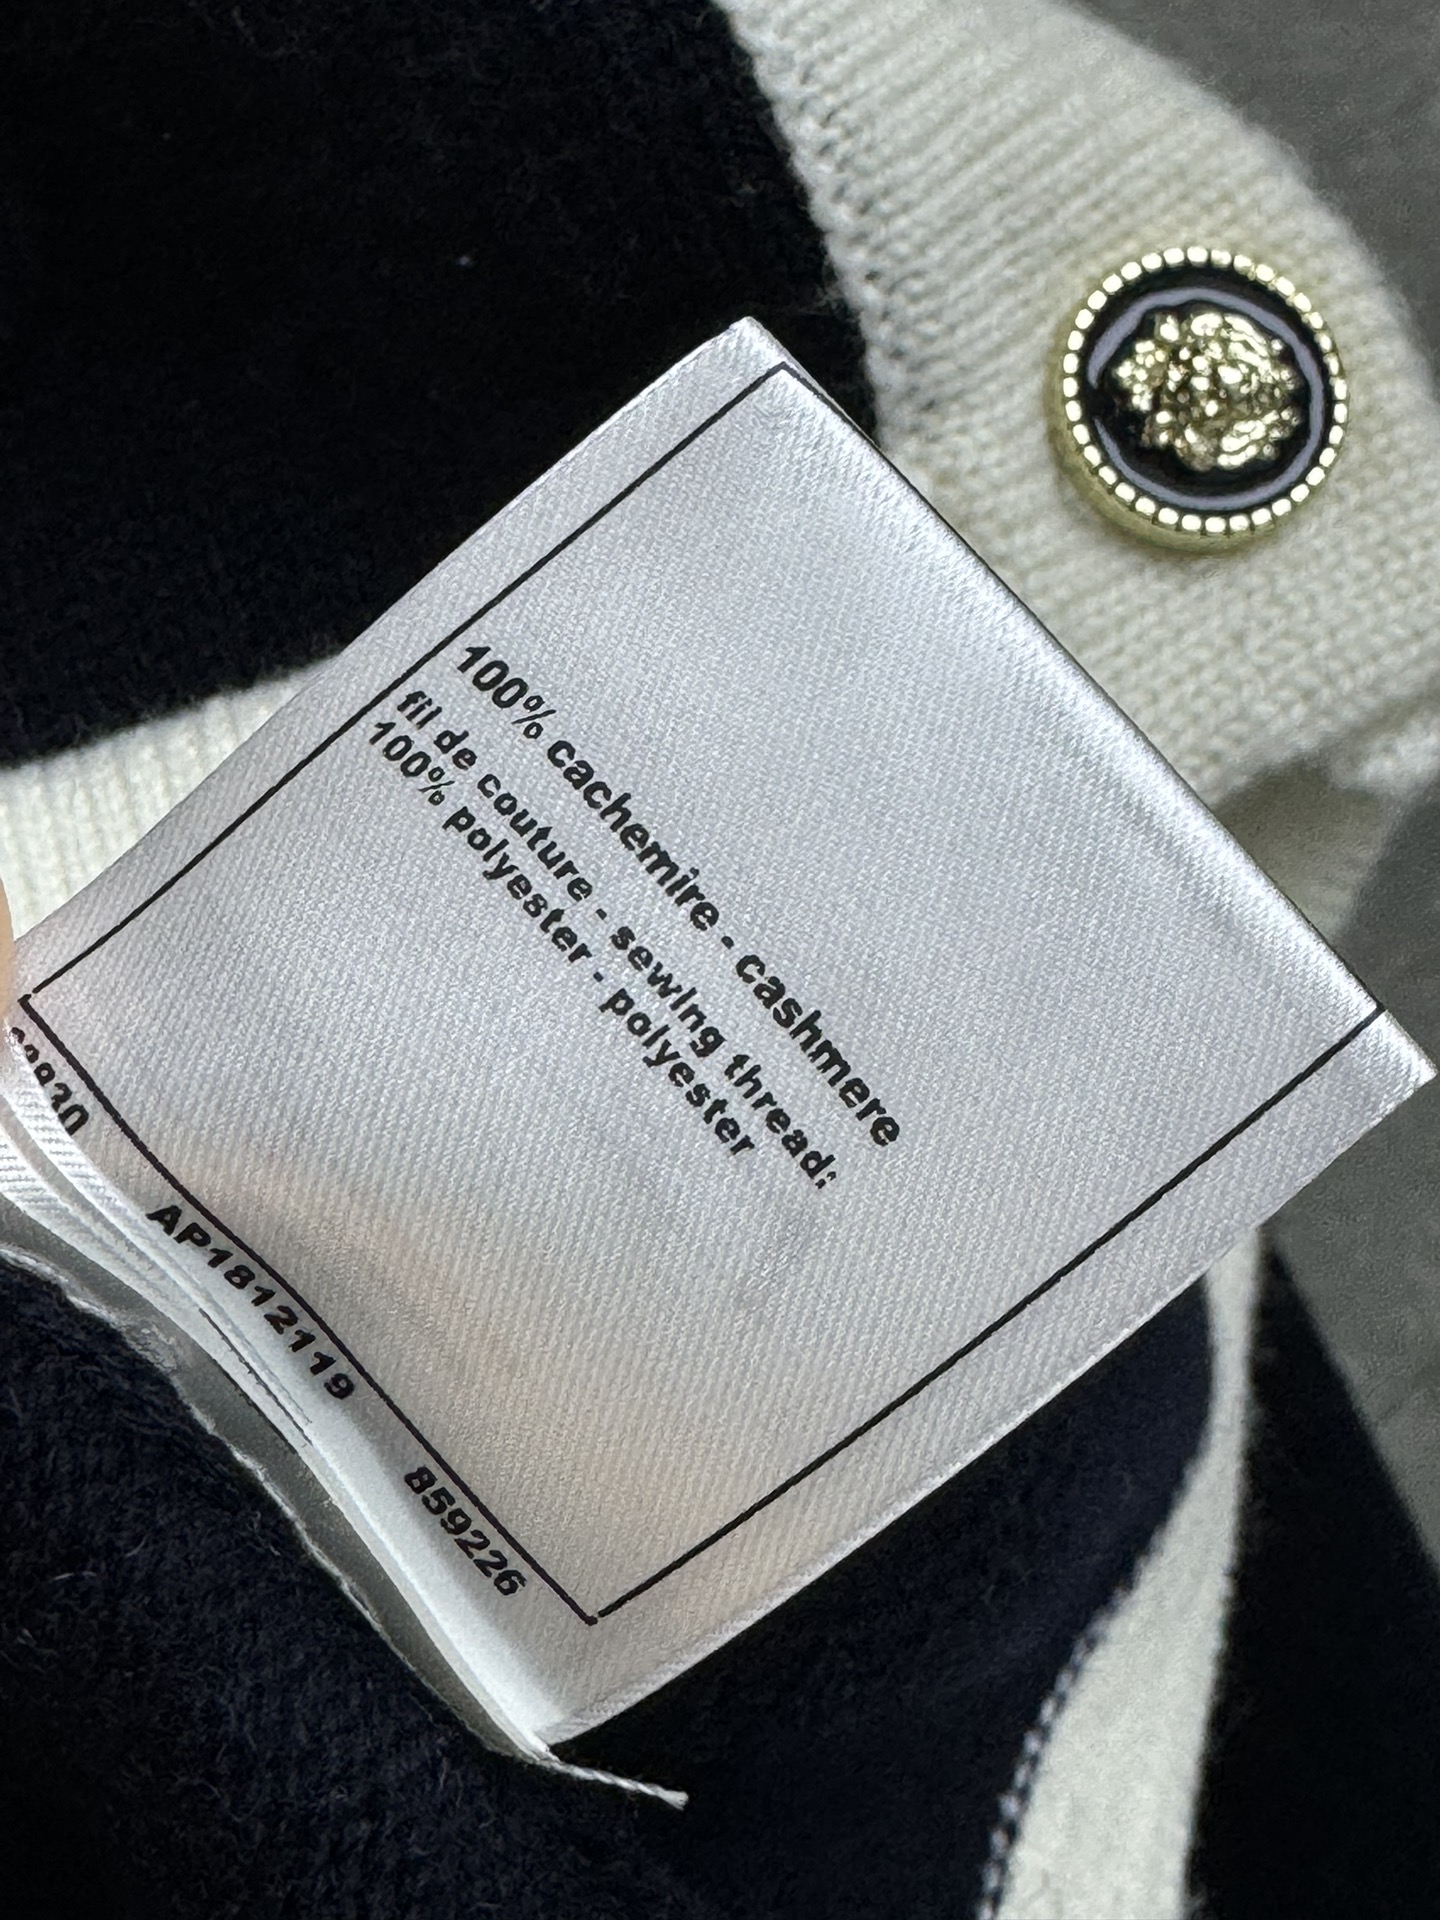 100% cachemire - cashmere
fil de couture - sewing thread:
100% polyester - polyester
AP1812119
859226